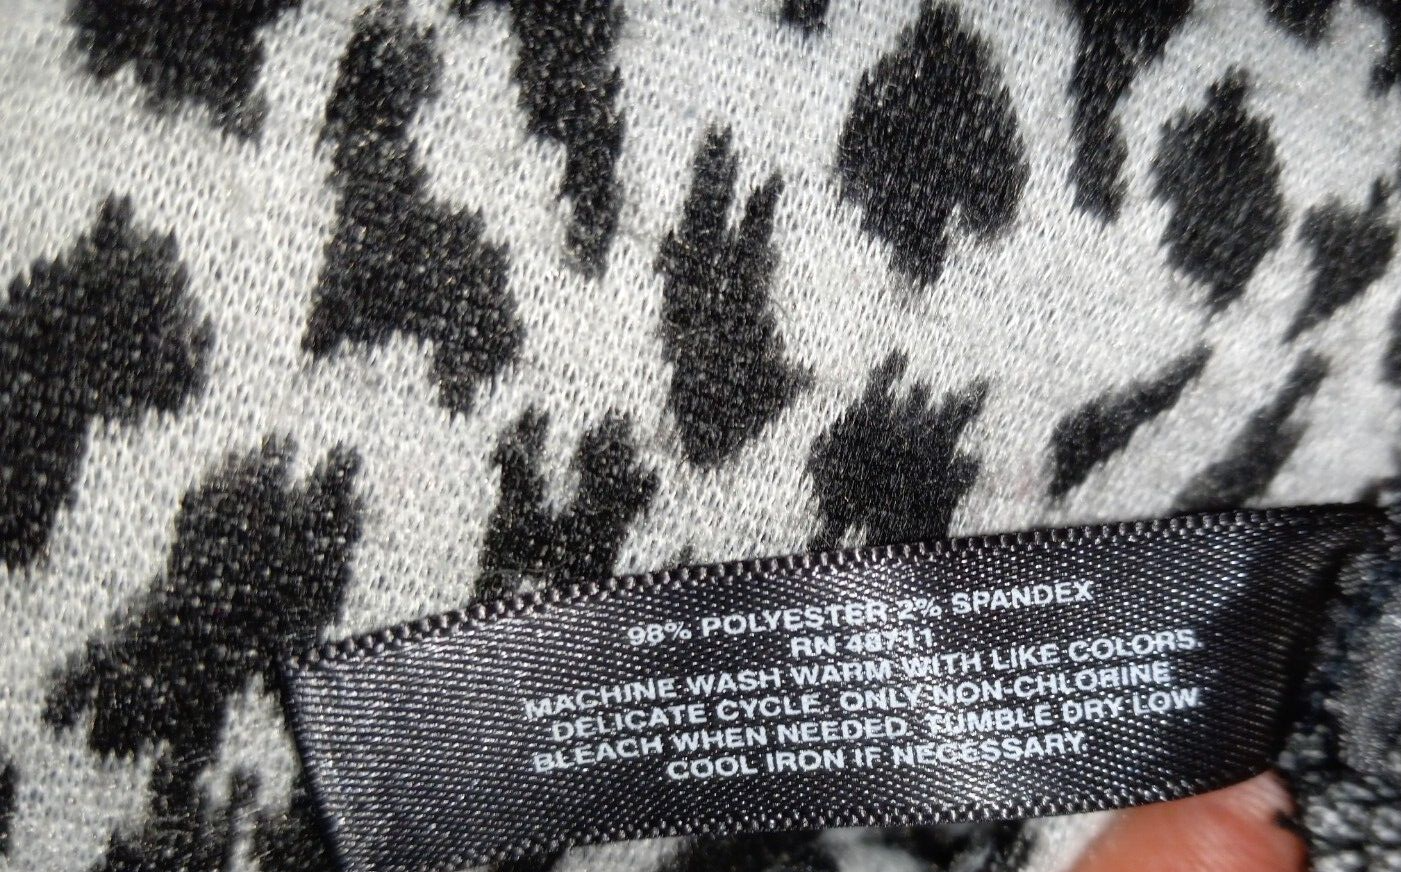 98% POLYESTER 2% SPANDEX
RN 48711
MACHINE WASH WARM WITH LIKE COLORS.
DELICATE CYCLE. ONLY NON-CHLORINE
BLEACH WHEN NEEDED. TUMBLE DRY LOW
COOL IRON IF NECESSARY.